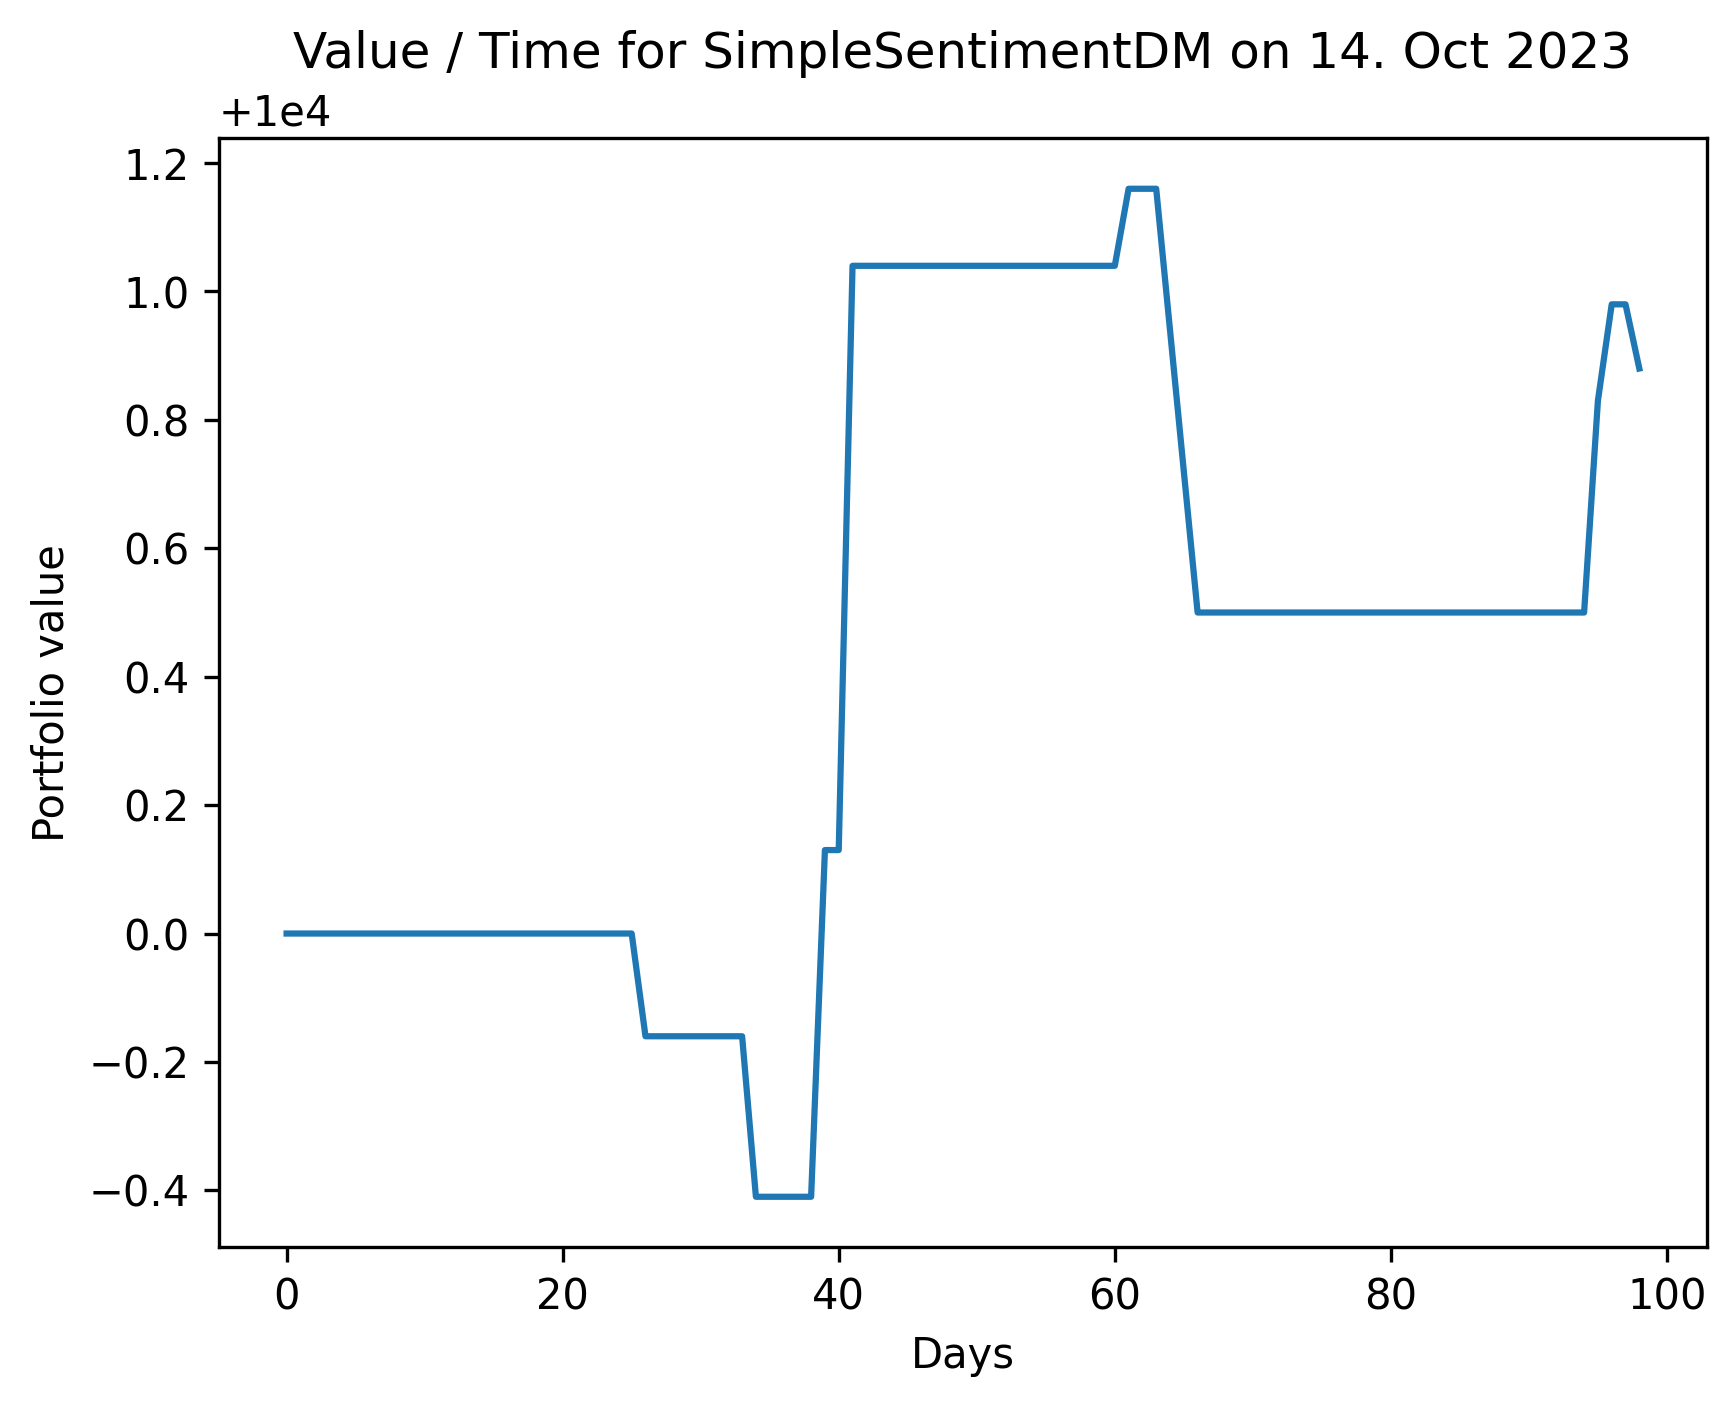 Value / Time for SimpleSentimentDM on 14. Oct 2023
+1e4
1.2
1.0
0.8
0.6
0.4
0.2
0.0
−0.2
−0.4
Portfolio value
0 20 40 60 80 100
Days